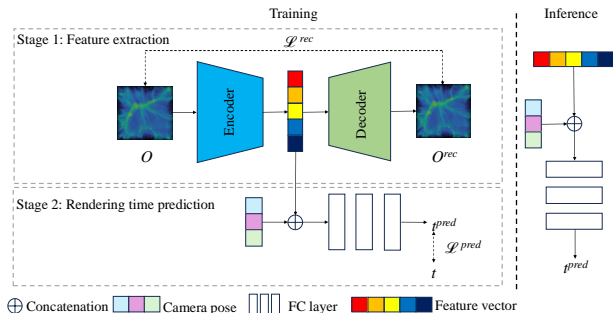 Training
Inference
Stage 1: Feature extraction
ℒ^rec
Encoder
Decoder
O
O^rec
Stage 2: Rendering time prediction
t^pred
ℒ^pred
t
t^pred
Concatenation
Camera pose
FC layer
Feature vector